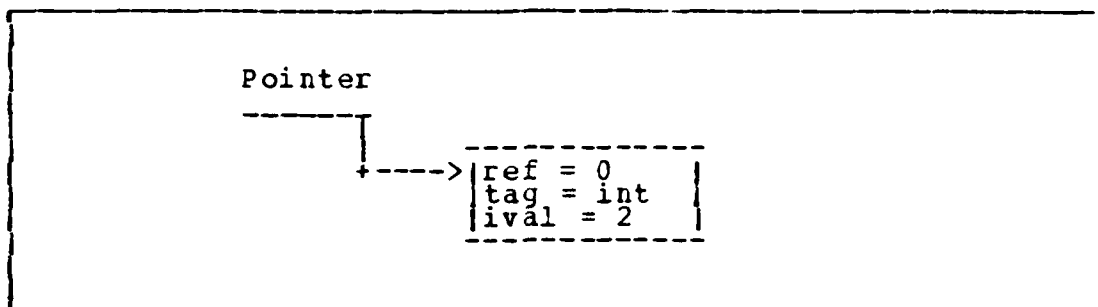 Pointer
ref = 0
tag = int
ival = 2